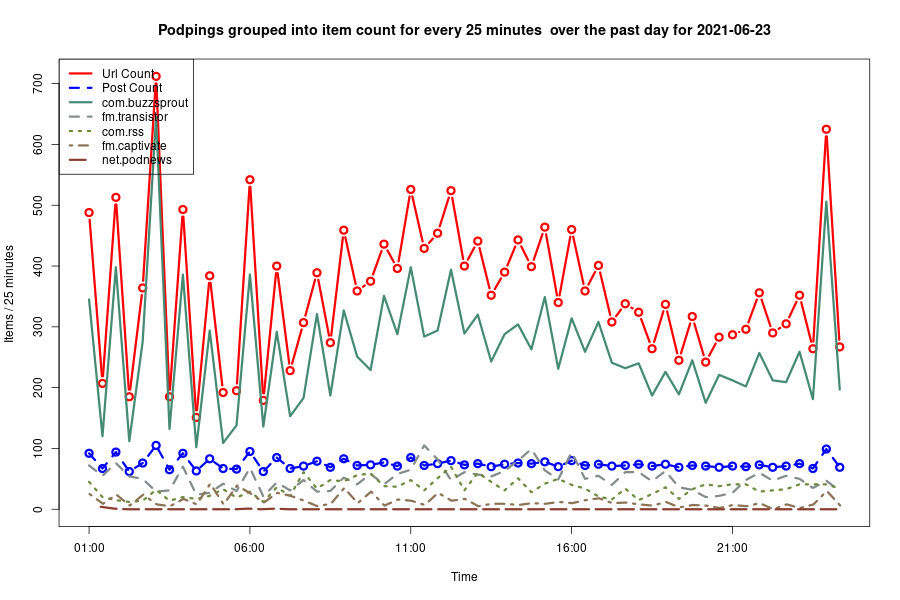 Podpings grouped into item count for every 25 minutes  over the past day for 2021-06-23
Url Count
Post Count
com.buzzsprout
fm.transistor
com.rss
fm.captivate
net.podnews
Items / 25 minutes
700
600
500
400
300
200
100
0
01:00 06:00 11:00 16:00 21:00
Time